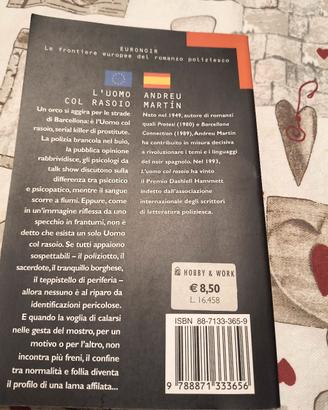 EURONOIR
Le frontiere europee del romanzo poliziesco
L'UOMO
COL RASOIO
Un orco si aggira per le strade
di Barcellona: è l'Uomo col
rasoio, serial killer di prostitute.
La polizia brancola nel buio,
la pubblica opinione
rabbrividisce, gli psicologi da
talk show discutono sulla
differenza tra psicotico
e psicopatico, mentre il sangue
scorre a fiumi. Eppure, come
in un'immagine riflessa da uno
specchio in frantumi, non è
detto che esista un solo Uomo
col rasoio. Se tutti appaiono
sospettabili – il poliziotto, il
sacerdote, il tranquillo borghese,
il teppistello di periferia –
allora nessuno è al riparo da
identificazioni pericolose.
E quando la voglia di calarsi
nelle gesta del mostro, per un
motivo o per l'altro, non
incontra più freni, il confine
tra normalità e follia diventa
il profilo di una lama affilata...
ANDREU
MARTÍN
Nato nel 1949, autore di romanzi
quali Protesi (1980) e Barcelona
Connection (1989), Andreu Martín
ha contribuito in misura decisiva
a rivoluzionare i temi e i linguaggi
del noir spagnolo. Nel 1993,
L'uomo col rasoio ha vinto
il Premio Dashiell Hammett
indetto dall'associazione
internazionale degli scrittori
di letteratura poliziesca.
HOBBY & WORK
€ 8,50
L. 16.458
ISBN 88-7133-365-9
9 788871 333656